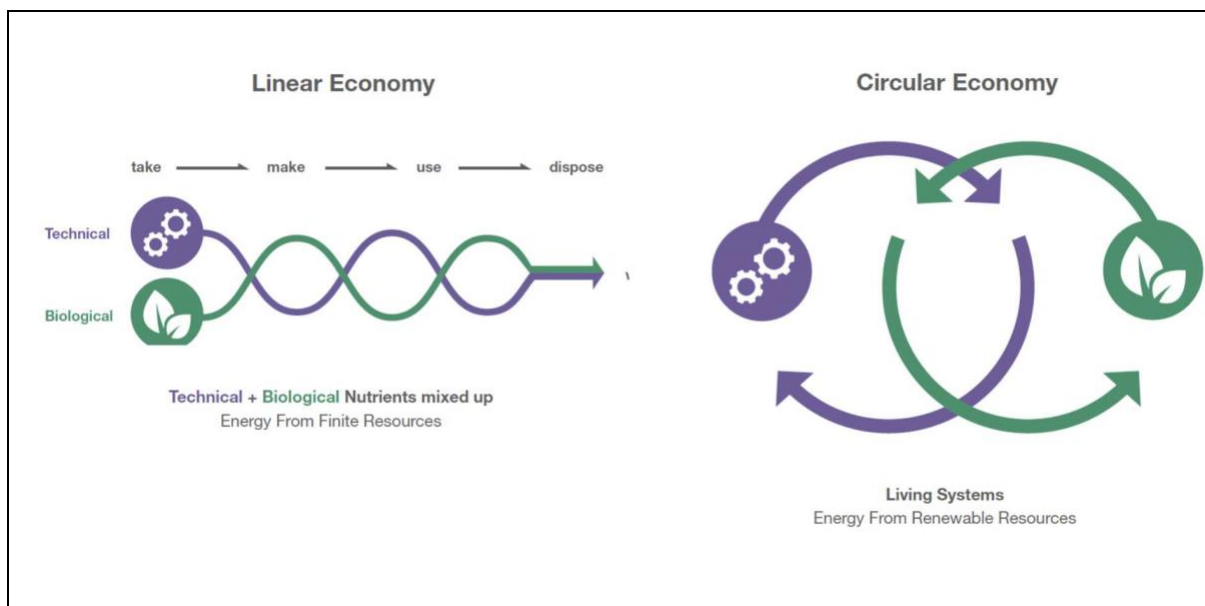 Linear Economy
take make use dispose
Technical
Biological
Technical + Biological Nutrients mixed up
Energy From Finite Resources
Circular Economy
Living Systems
Energy From Renewable Resources